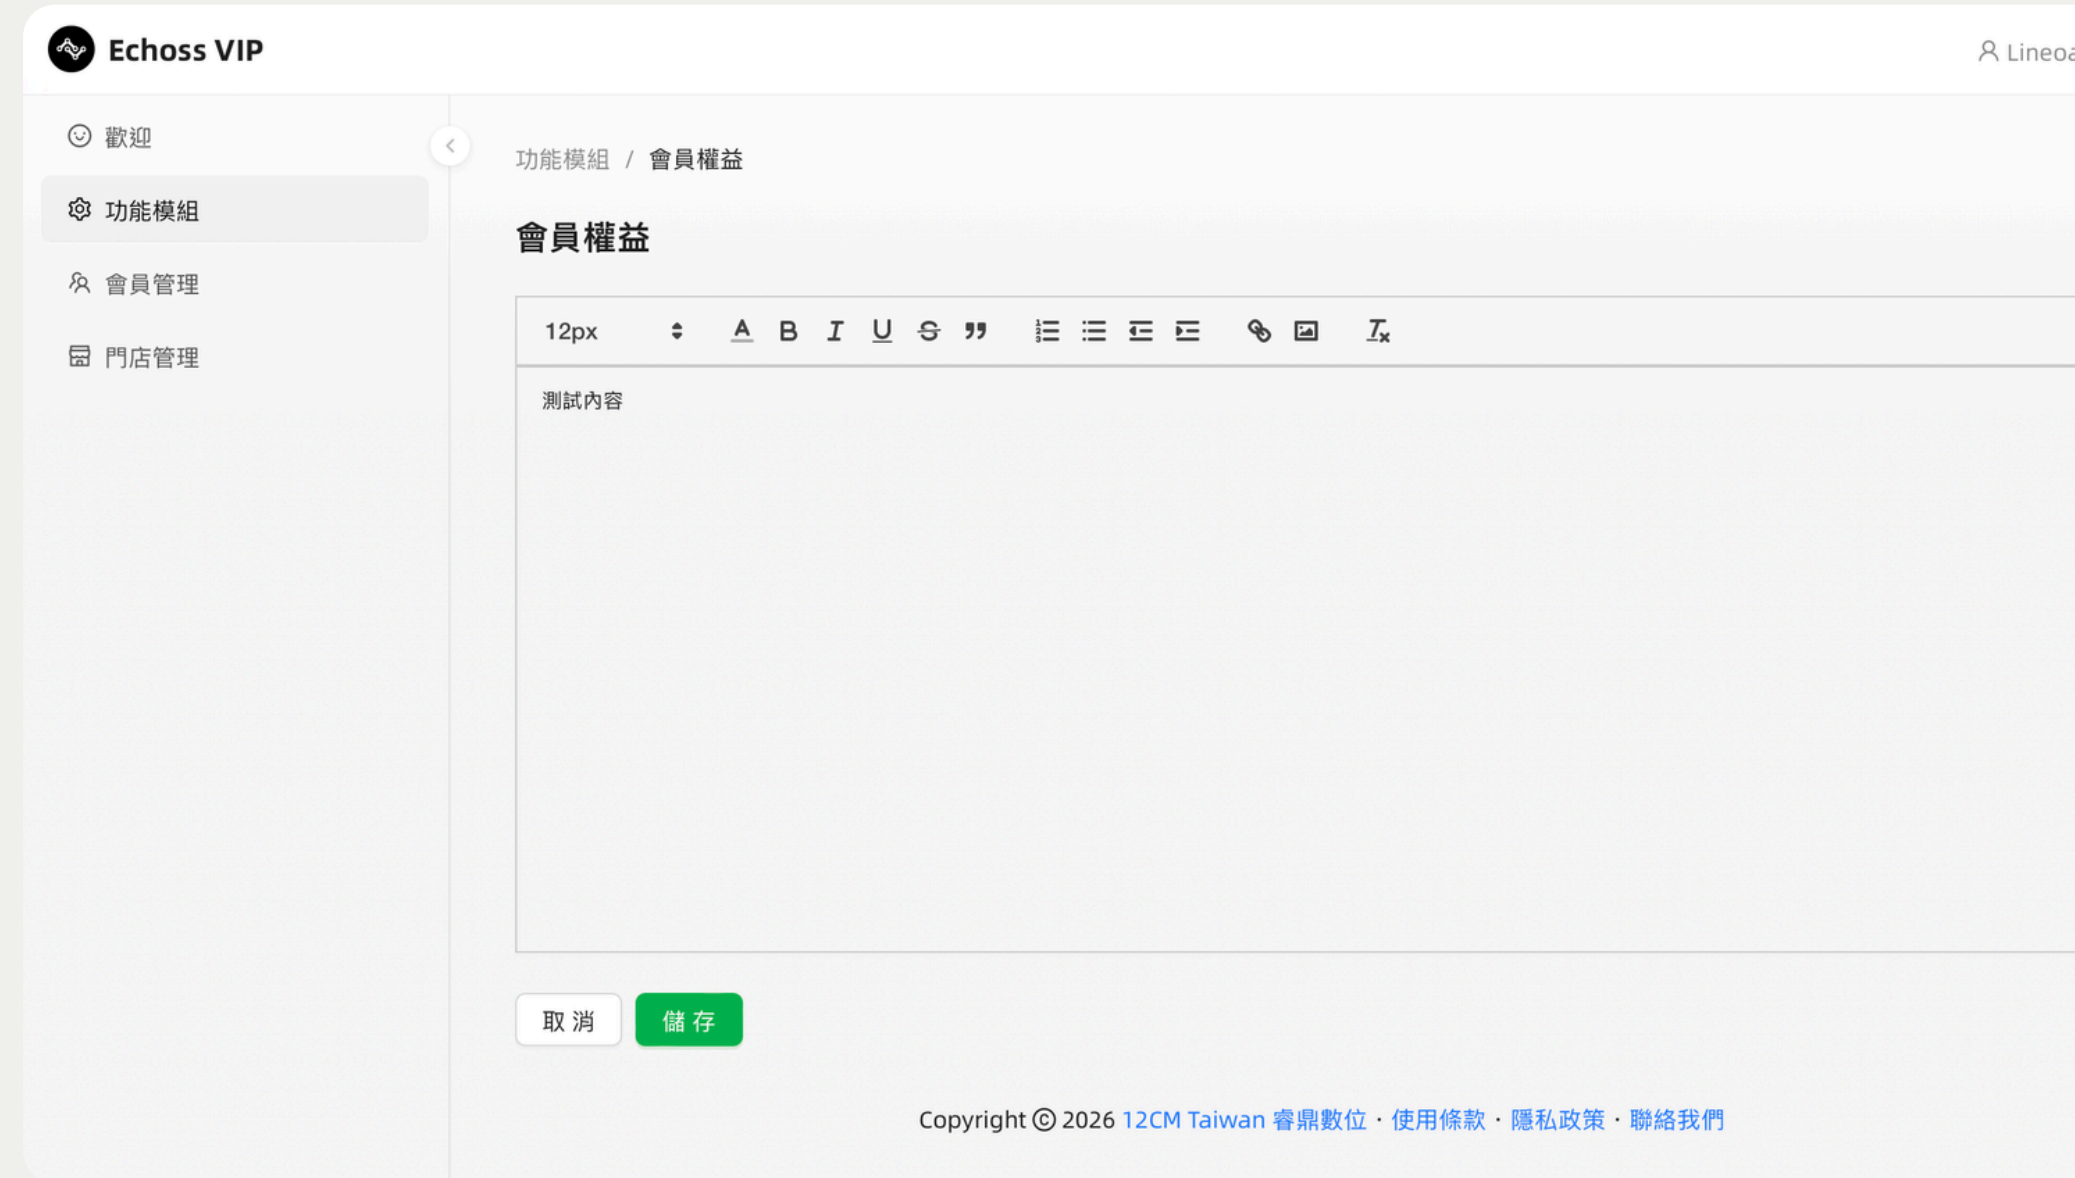 Echoss VIP
歡迎
功能模組
會員管理
門店管理
功能模組 / 會員權益
會員權益
12px
測試內容
取 消
儲 存
Copyright © 2026 12CM Taiwan 睿鼎數位 · 使用條款 · 隱私政策 · 聯絡我們